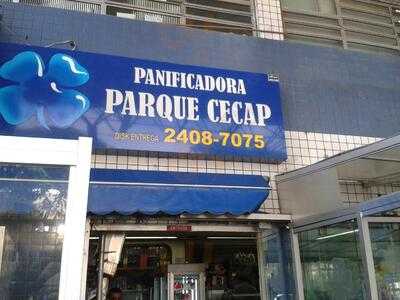 PANIFICADORA
PARQUE CECAP
DISK ENTREGA 2408-7075